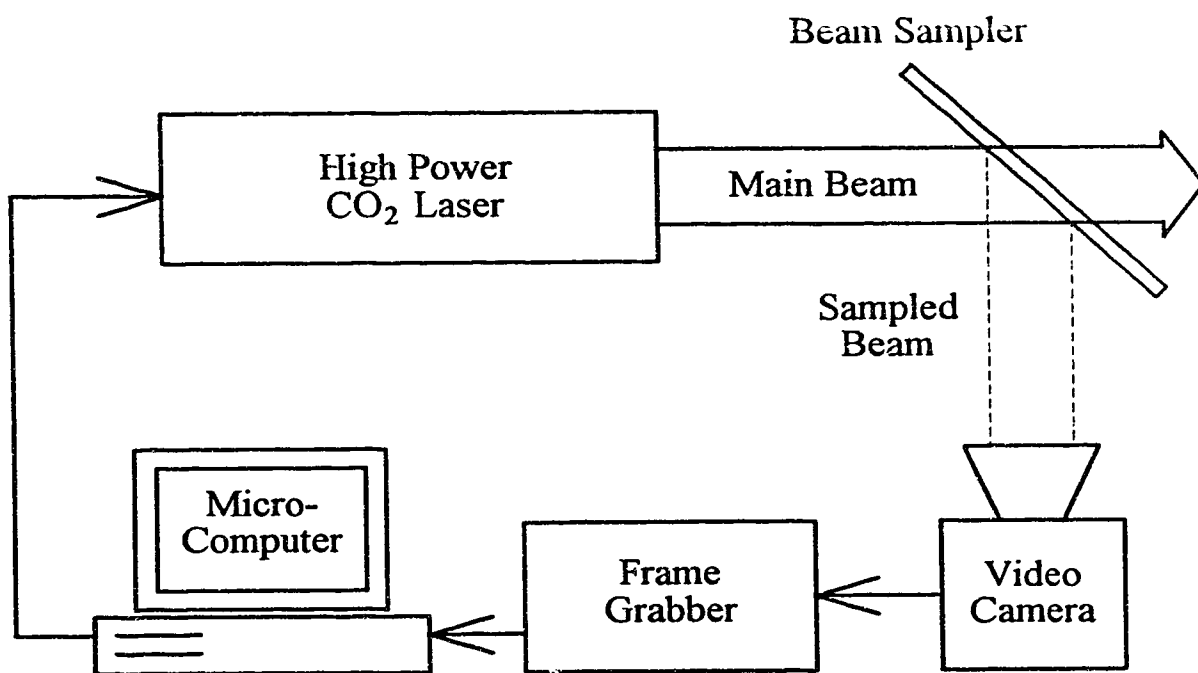 Beam Sampler
High Power
CO₂ Laser
Main Beam
Sampled
Beam
Micro-
Computer
Frame
Grabber
Video
Camera